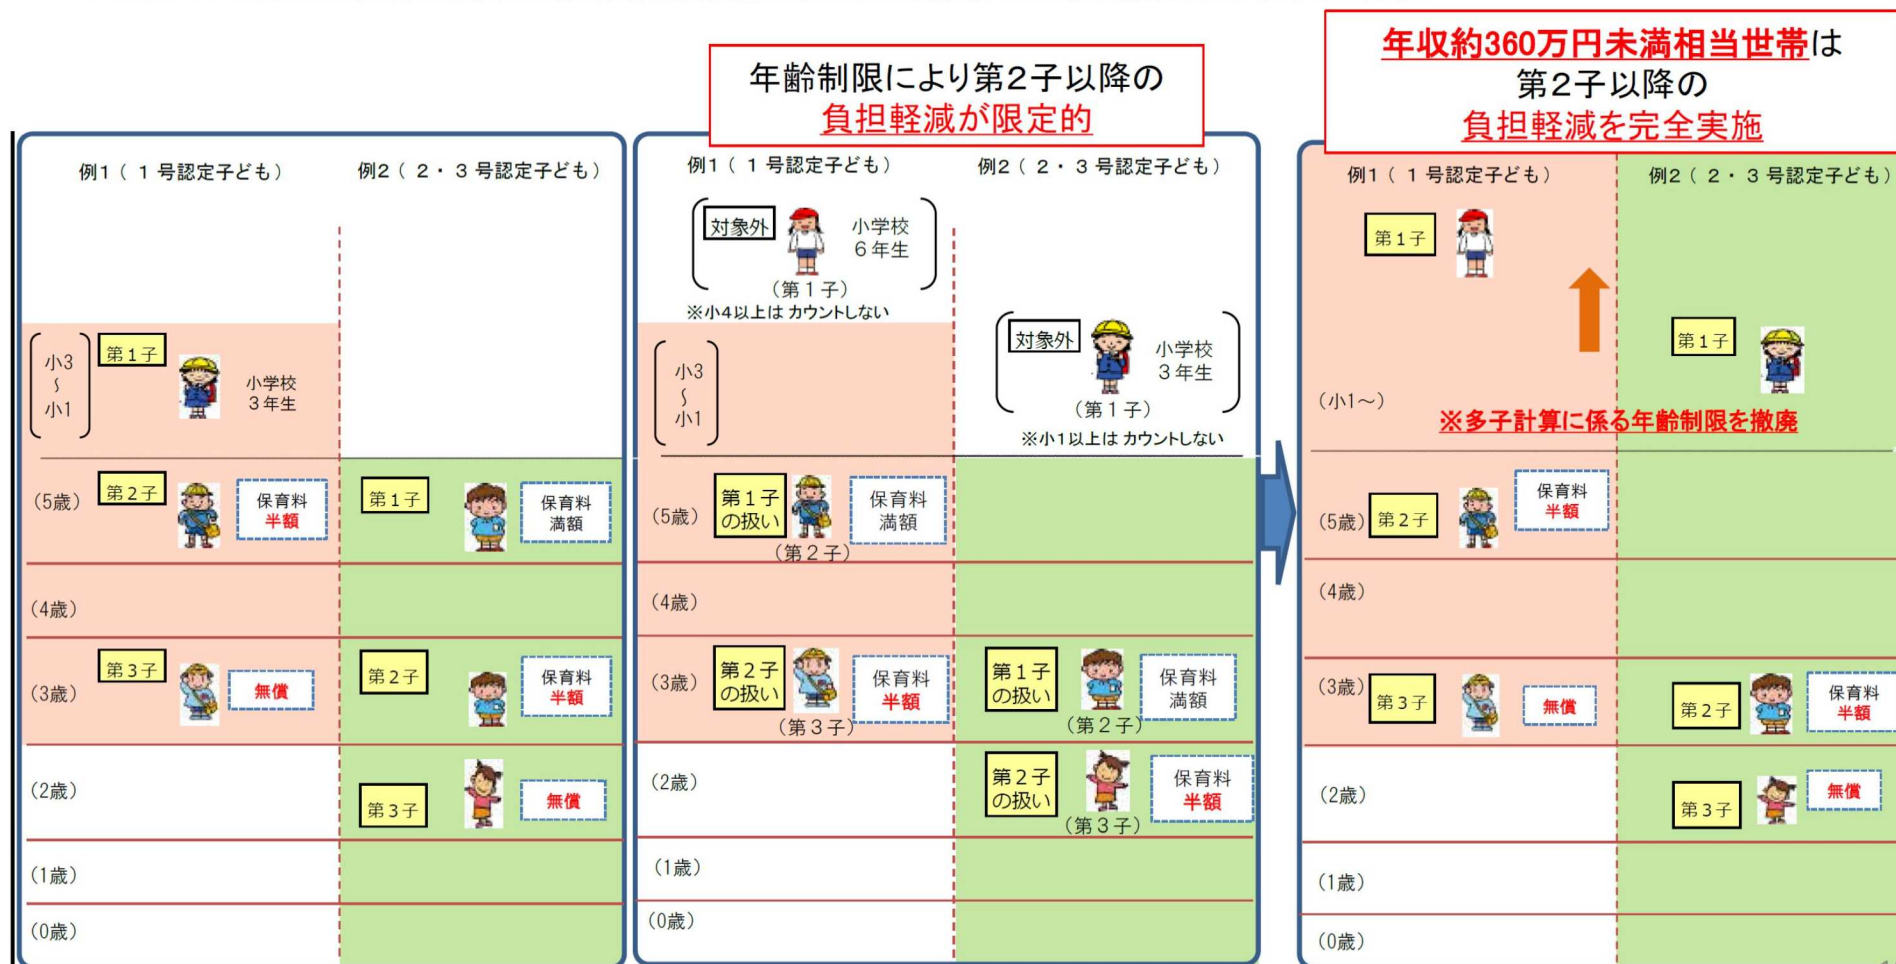 年齢制限により第2子以降の
負担軽減が限定的
年収約360万円未満相当世帯は
第2子以降の
負担軽減を完全実施
例1(1号認定子ども)
例2(2・3号認定子ども)
小3
〜
小1
第1子
小学校
3年生
(5歳)
第2子
保育料
半額
第1子
保育料
満額
(4歳)
(3歳)
第3子
無償
第2子
保育料
半額
(2歳)
第3子
無償
(1歳)
(0歳)
例1(1号認定子ども)
例2(2・3号認定子ども)
対象外
小学校
6年生
(第1子)
※小4以上はカウントしない
対象外
小学校
3年生
(第1子)
※小1以上はカウントしない
小3
〜
小1
(5歳)
第1子
の扱い
保育料
満額
(第2子)
(4歳)
(3歳)
第2子
の扱い
保育料
半額
(第3子)
第1子
の扱い
保育料
満額
(第2子)
(2歳)
第2子
の扱い
保育料
半額
(第3子)
(1歳)
(0歳)
例1(1号認定子ども)
例2(2・3号認定子ども)
第1子
第1子
(小1〜)
※多子計算に係る年齢制限を撤廃
(5歳)
第2子
保育料
半額
(4歳)
(3歳)
第3子
無償
第2子
保育料
半額
(2歳)
第3子
無償
(1歳)
(0歳)